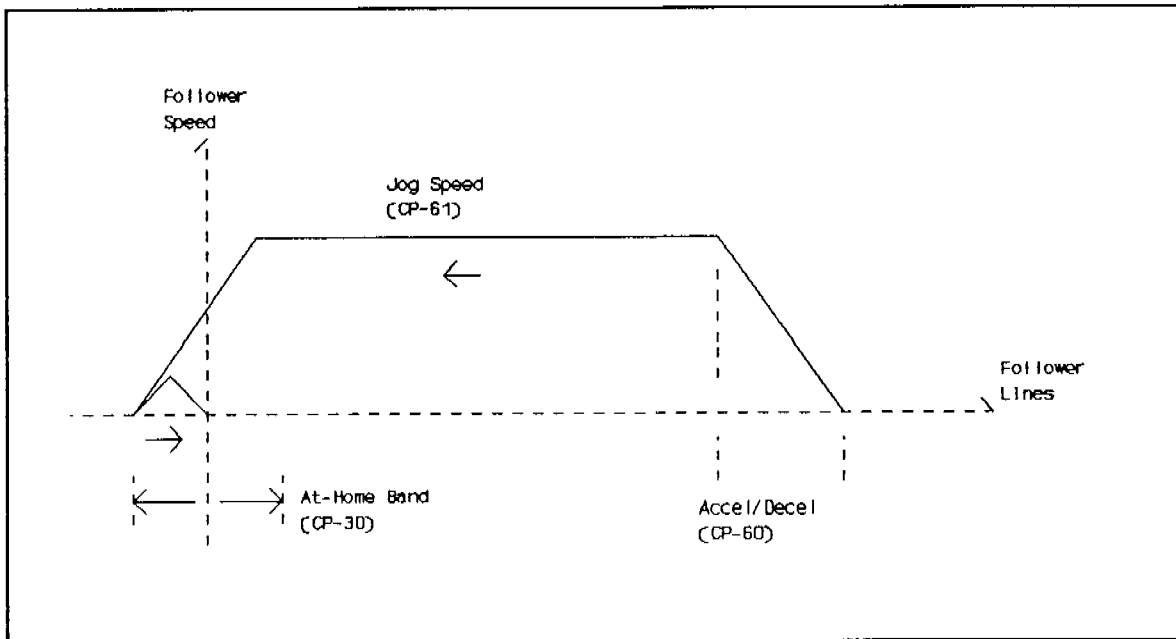 Follower
Speed
Jog Speed
(CP-61)
Follower
Lines
At-Home Band
(CP-30)
Accel/Decel
(CP-60)